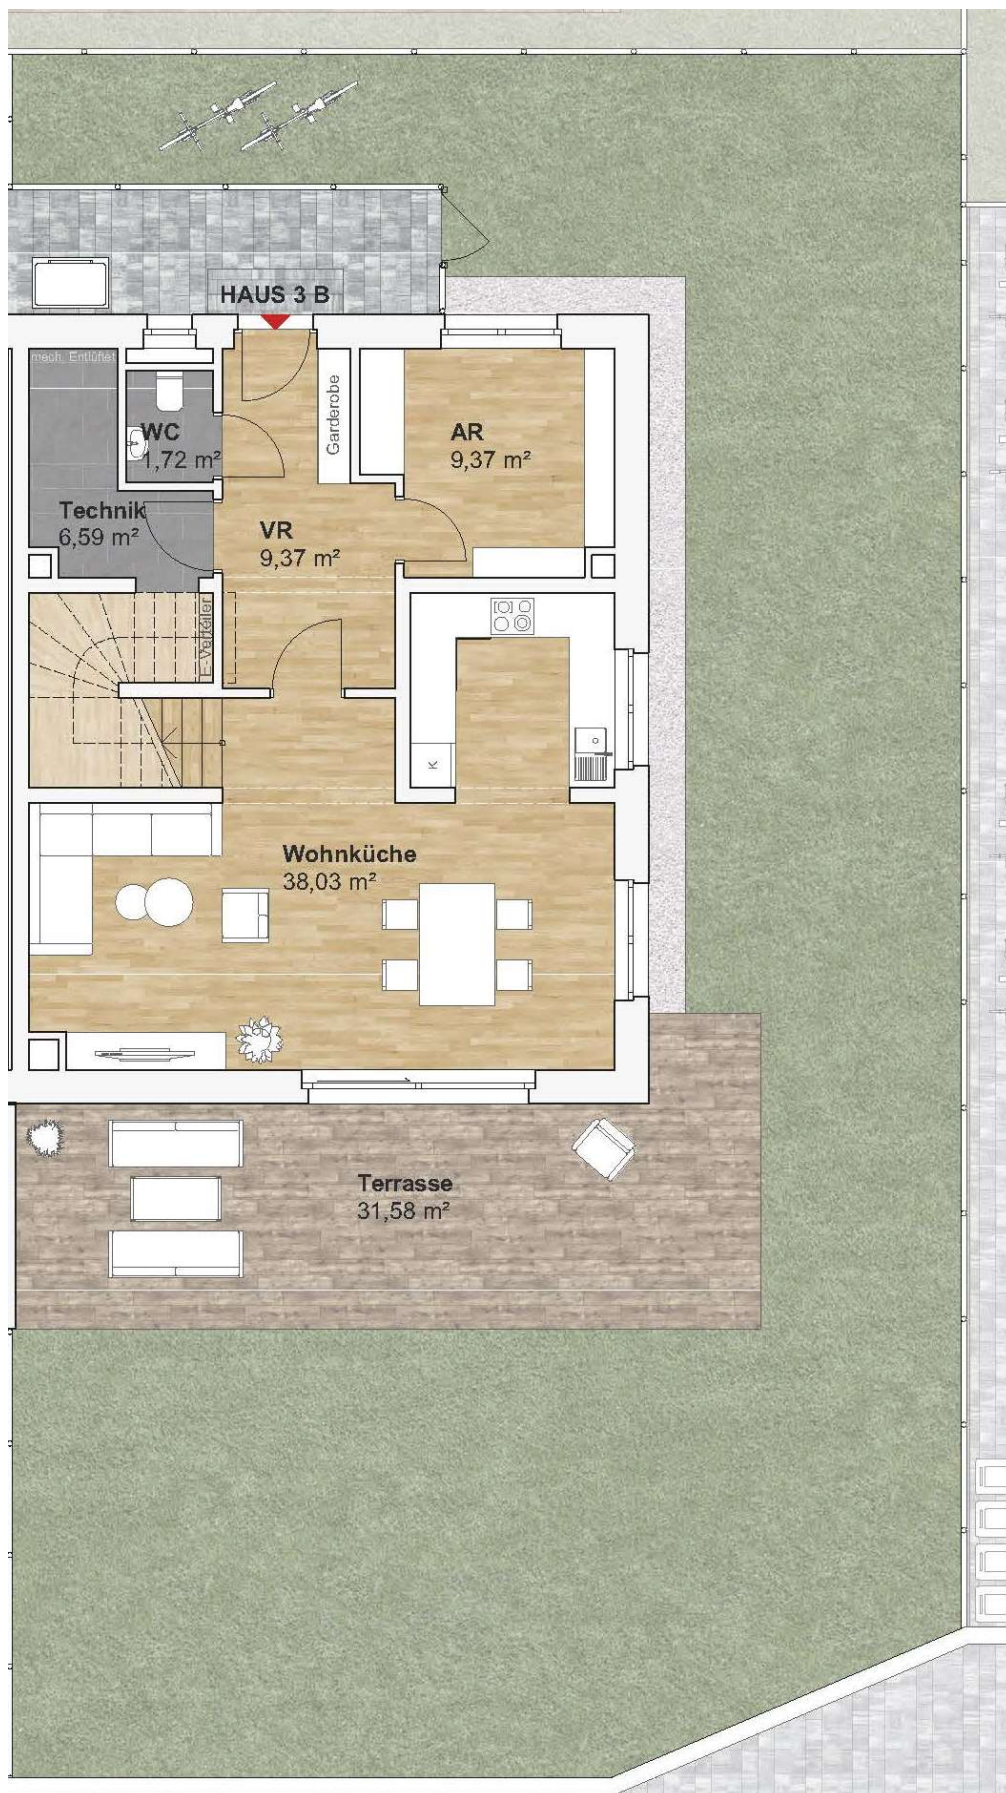 HAUS 3 B
mech. Entlüftet
Garderobe
WC
1,72 m²
AR
9,37 m²
Technik
6,59 m²
VR
9,37 m²
E-Verteiler
K
Wohnküche
38,03 m²
Terrasse
31,58 m²